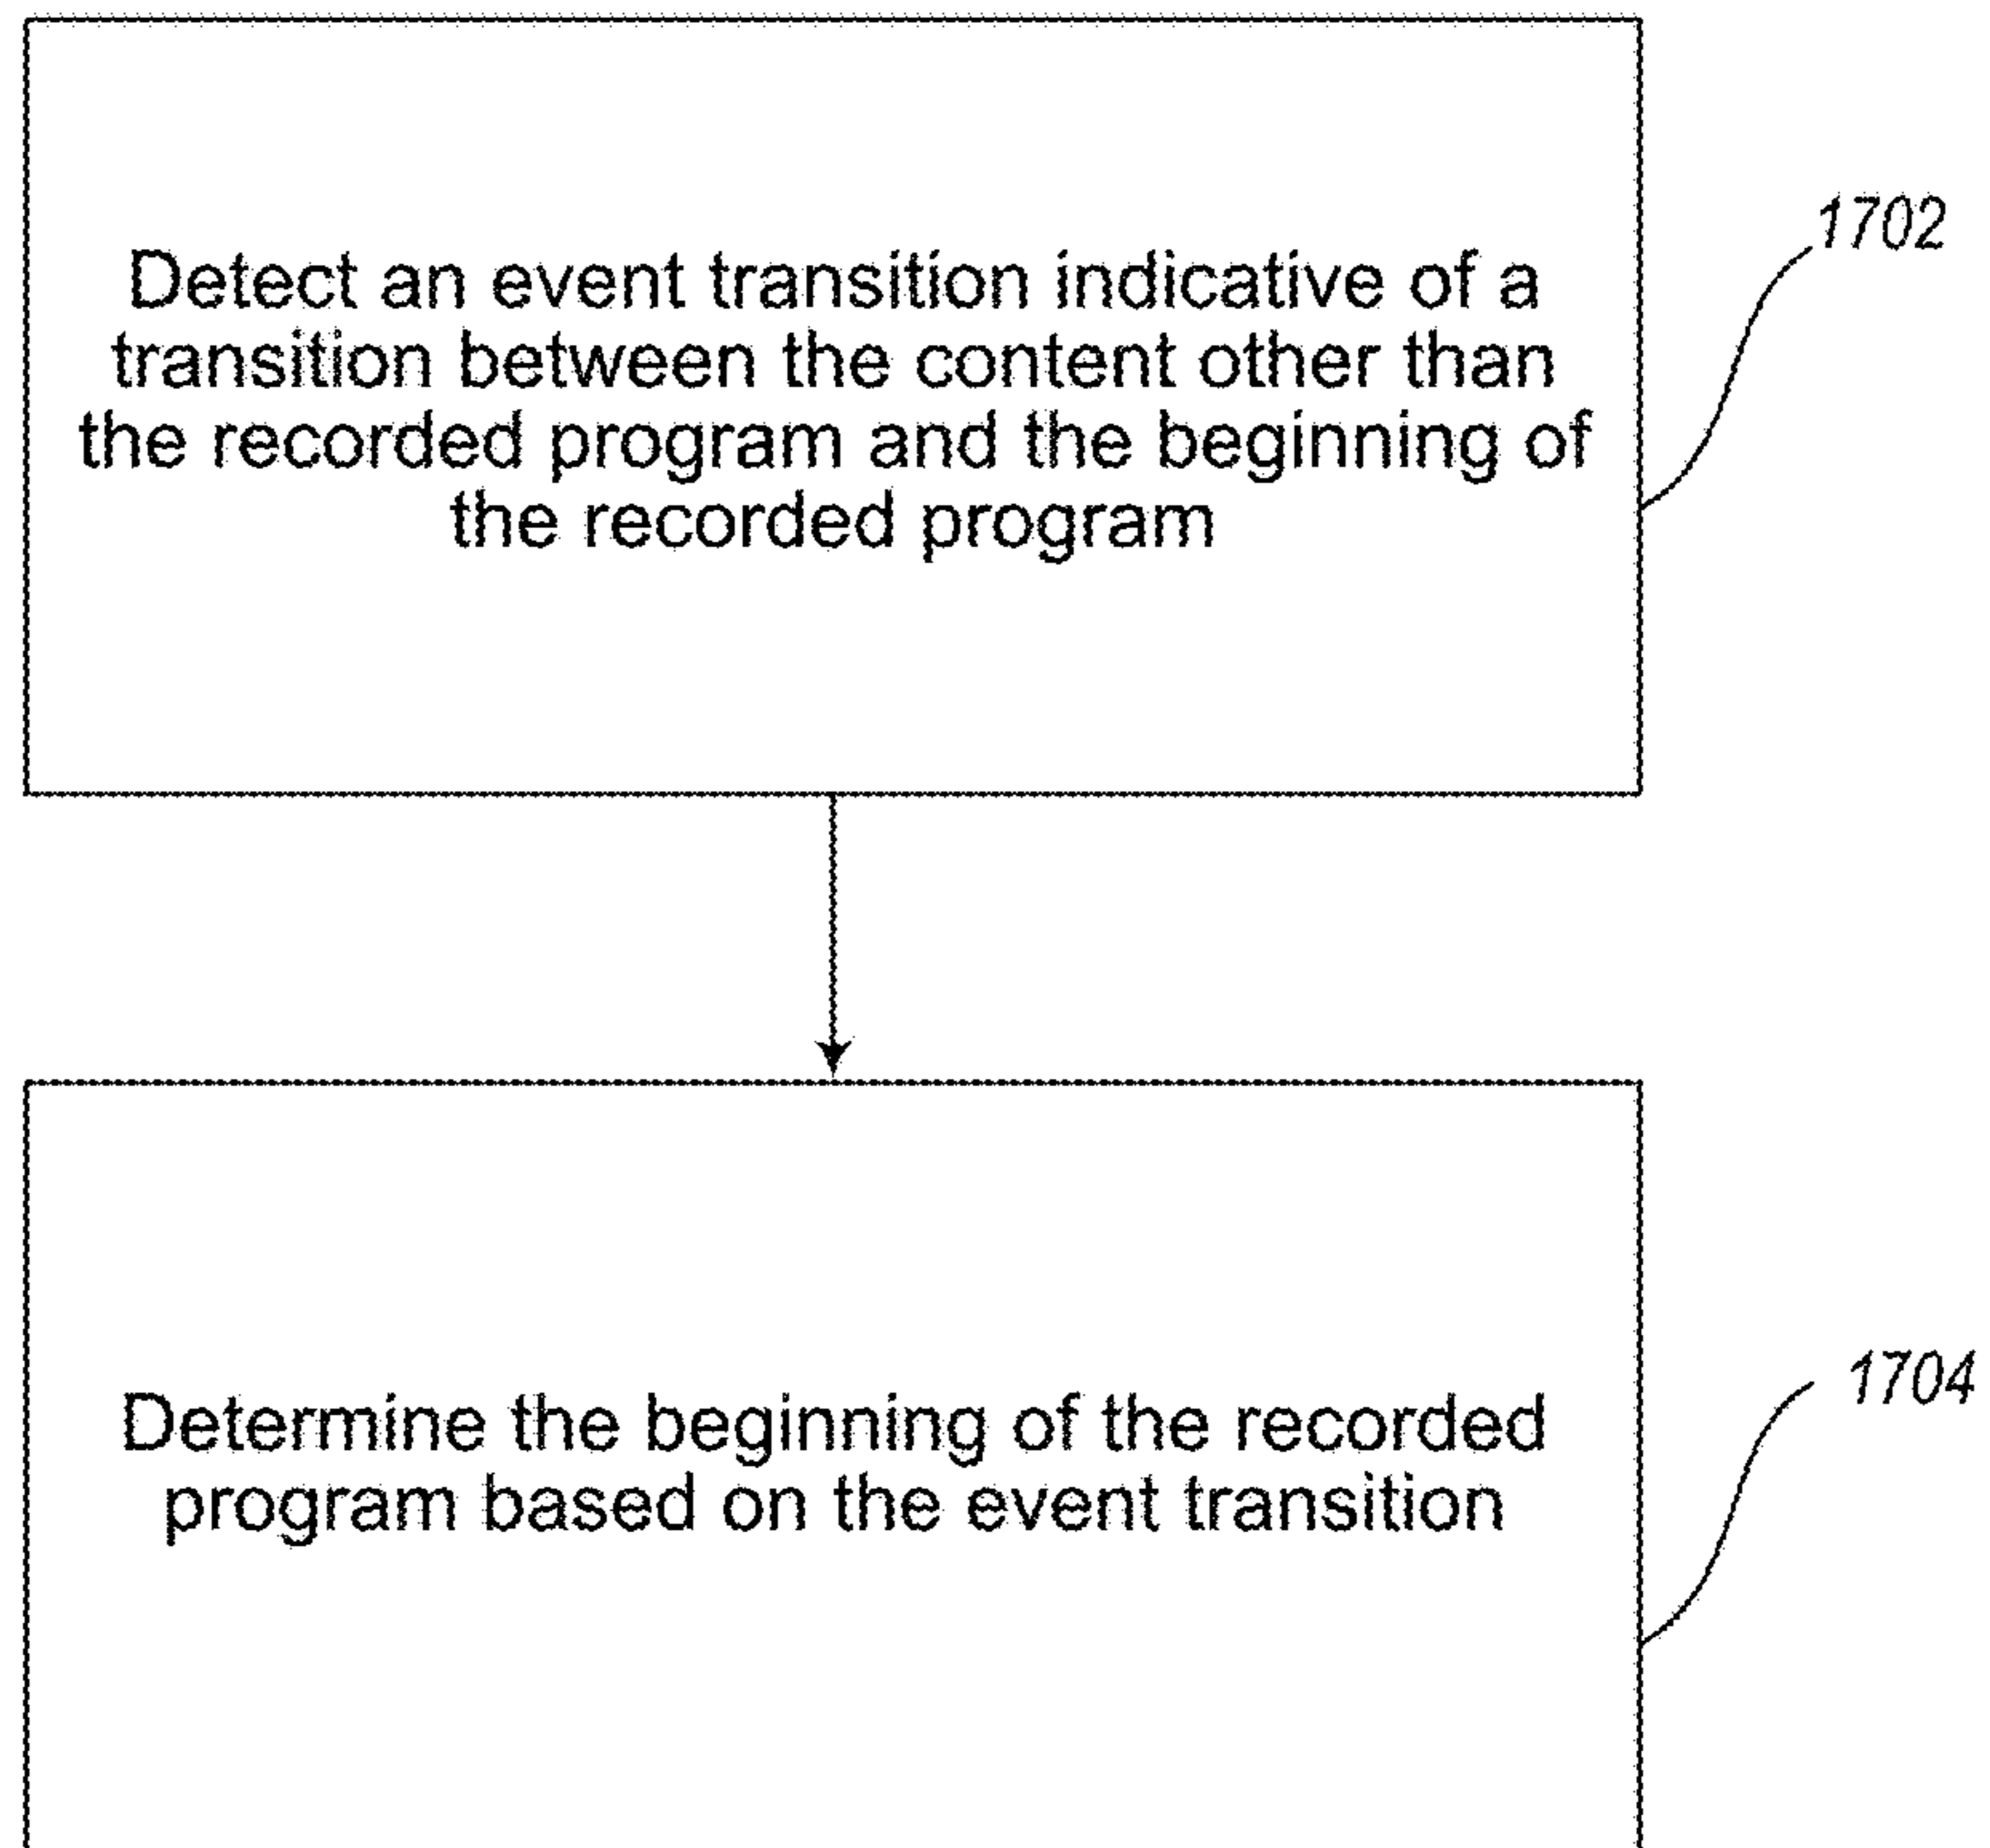 Detect an event transition indicative of a
transition between the content other than
the recorded program and the beginning of
the recorded program
1702
Determine the beginning of the recorded
program based on the event transition
1704